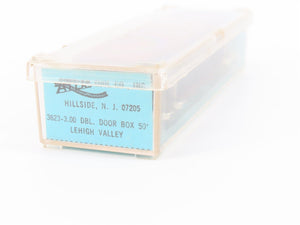 HILLSIDE, N. J. 07205
3623-3.00 DBL. DOOR BOX 50'
LEHIGH VALLEY